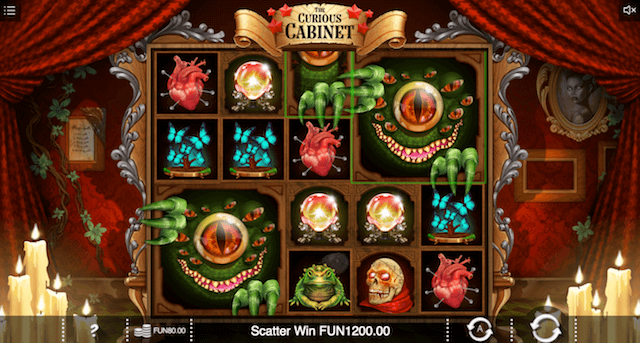 THE
CURIOUS
CABINET
?
FUN80.00
Scatter Win FUN1200.00
A